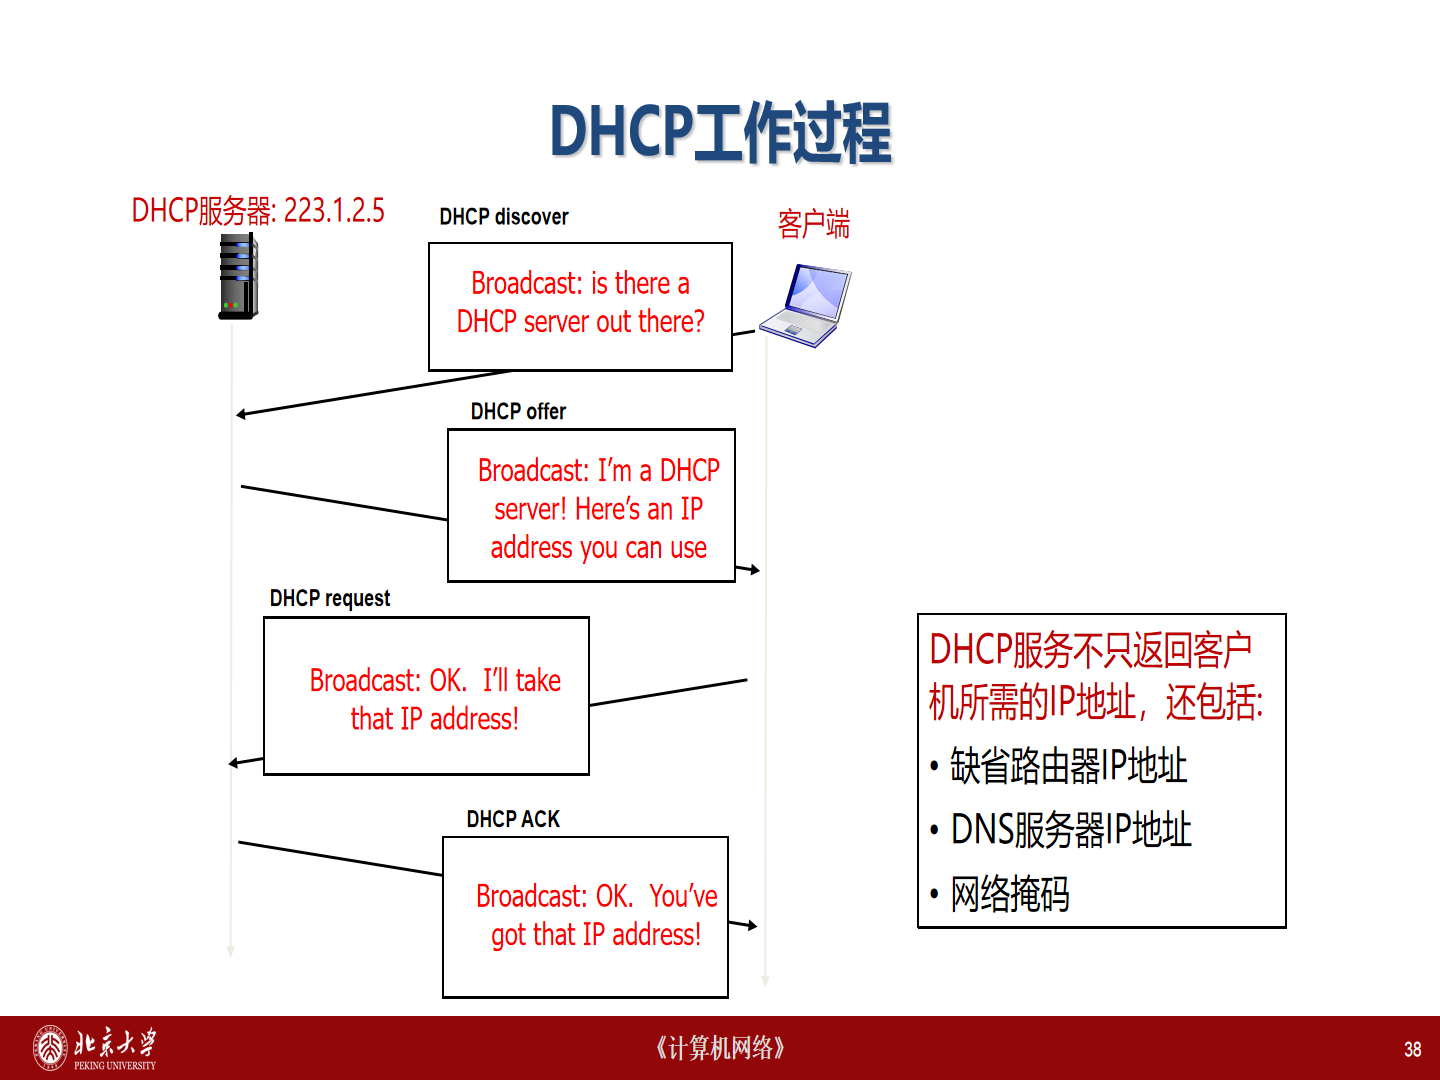 DHCP工作过程
DHCP服务器: 223.1.2.5
DHCP discover
客户端
Broadcast: is there a
DHCP server out there?
DHCP offer
Broadcast: I’m a DHCP
server! Here’s an IP
address you can use
DHCP request
Broadcast: OK.  I’ll take
that IP address!
DHCP ACK
Broadcast: OK.  You’ve
got that IP address!
DHCP服务不只返回客户
机所需的IP地址，还包括:
• 缺省路由器IP地址
• DNS服务器IP地址
• 网络掩码
北京大学
PEKING UNIVERSITY
《计算机网络》
38